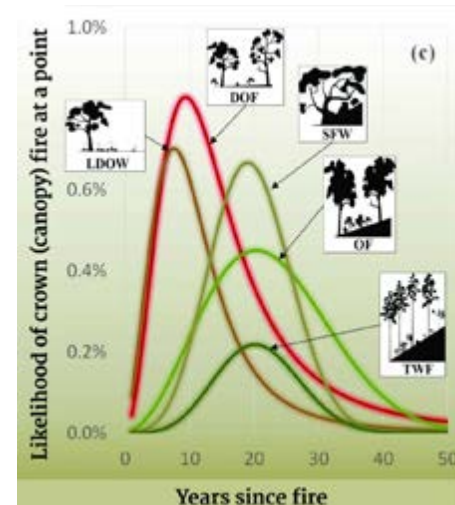 Likelihood of crown (canopy) fire at a point
1.0%
0.6%
0.4%
0.2%
0.0%
(c)
DOF
SFW
LDOW
OF
TWF
0 10 20 30 40 50
Years since fire